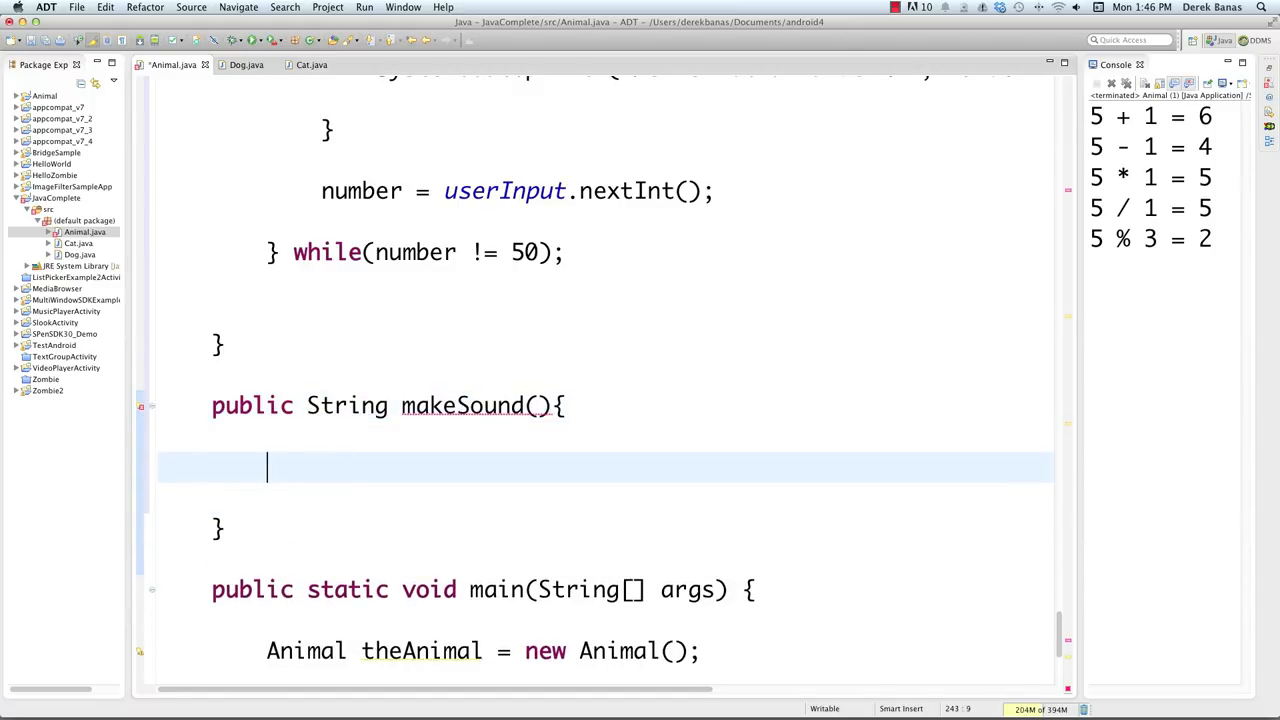 ADT File Edit Refactor Source Navigate Search Project Run Window Help
10 Mon 1:46 PM Derek Banas
Java – JavaComplete/src/Animal.java – ADT – /Users/derekbanas/Documents/android4
Quick Access Java DDMS
Package Exp
Animal
appcompat_v7
appcompat_v7_2
appcompat_v7_3
appcompat_v7_4
BridgeSample
HelloWorld
HelloZombie
ImageFilterSampleApp
JavaComplete
src
(default package)
Animal.java
Cat.java
Dog.java
JRE System Library [Ja
ListPickerExample2Activi
MediaBrowser
MultiWindowSDKExample
MusicPlayerActivity
SlookActivity
SPenSDK30_Demo
TestAndroid
TextGroupActivity
VideoPlayerActivity
Zombie
Zombie2
*Animal.java Dog.java Cat.java
}
number = userInput.nextInt();
} while(number != 50);
}
public String makeSound(){
}
public static void main(String[] args) {
Animal theAnimal = new Animal();
Console
<terminated> Animal (1) [Java Application] /S
5 + 1 = 6
5 - 1 = 4
5 * 1 = 5
5 / 1 = 5
5 % 3 = 2
Writable Smart Insert 243 : 9 204M of 394M